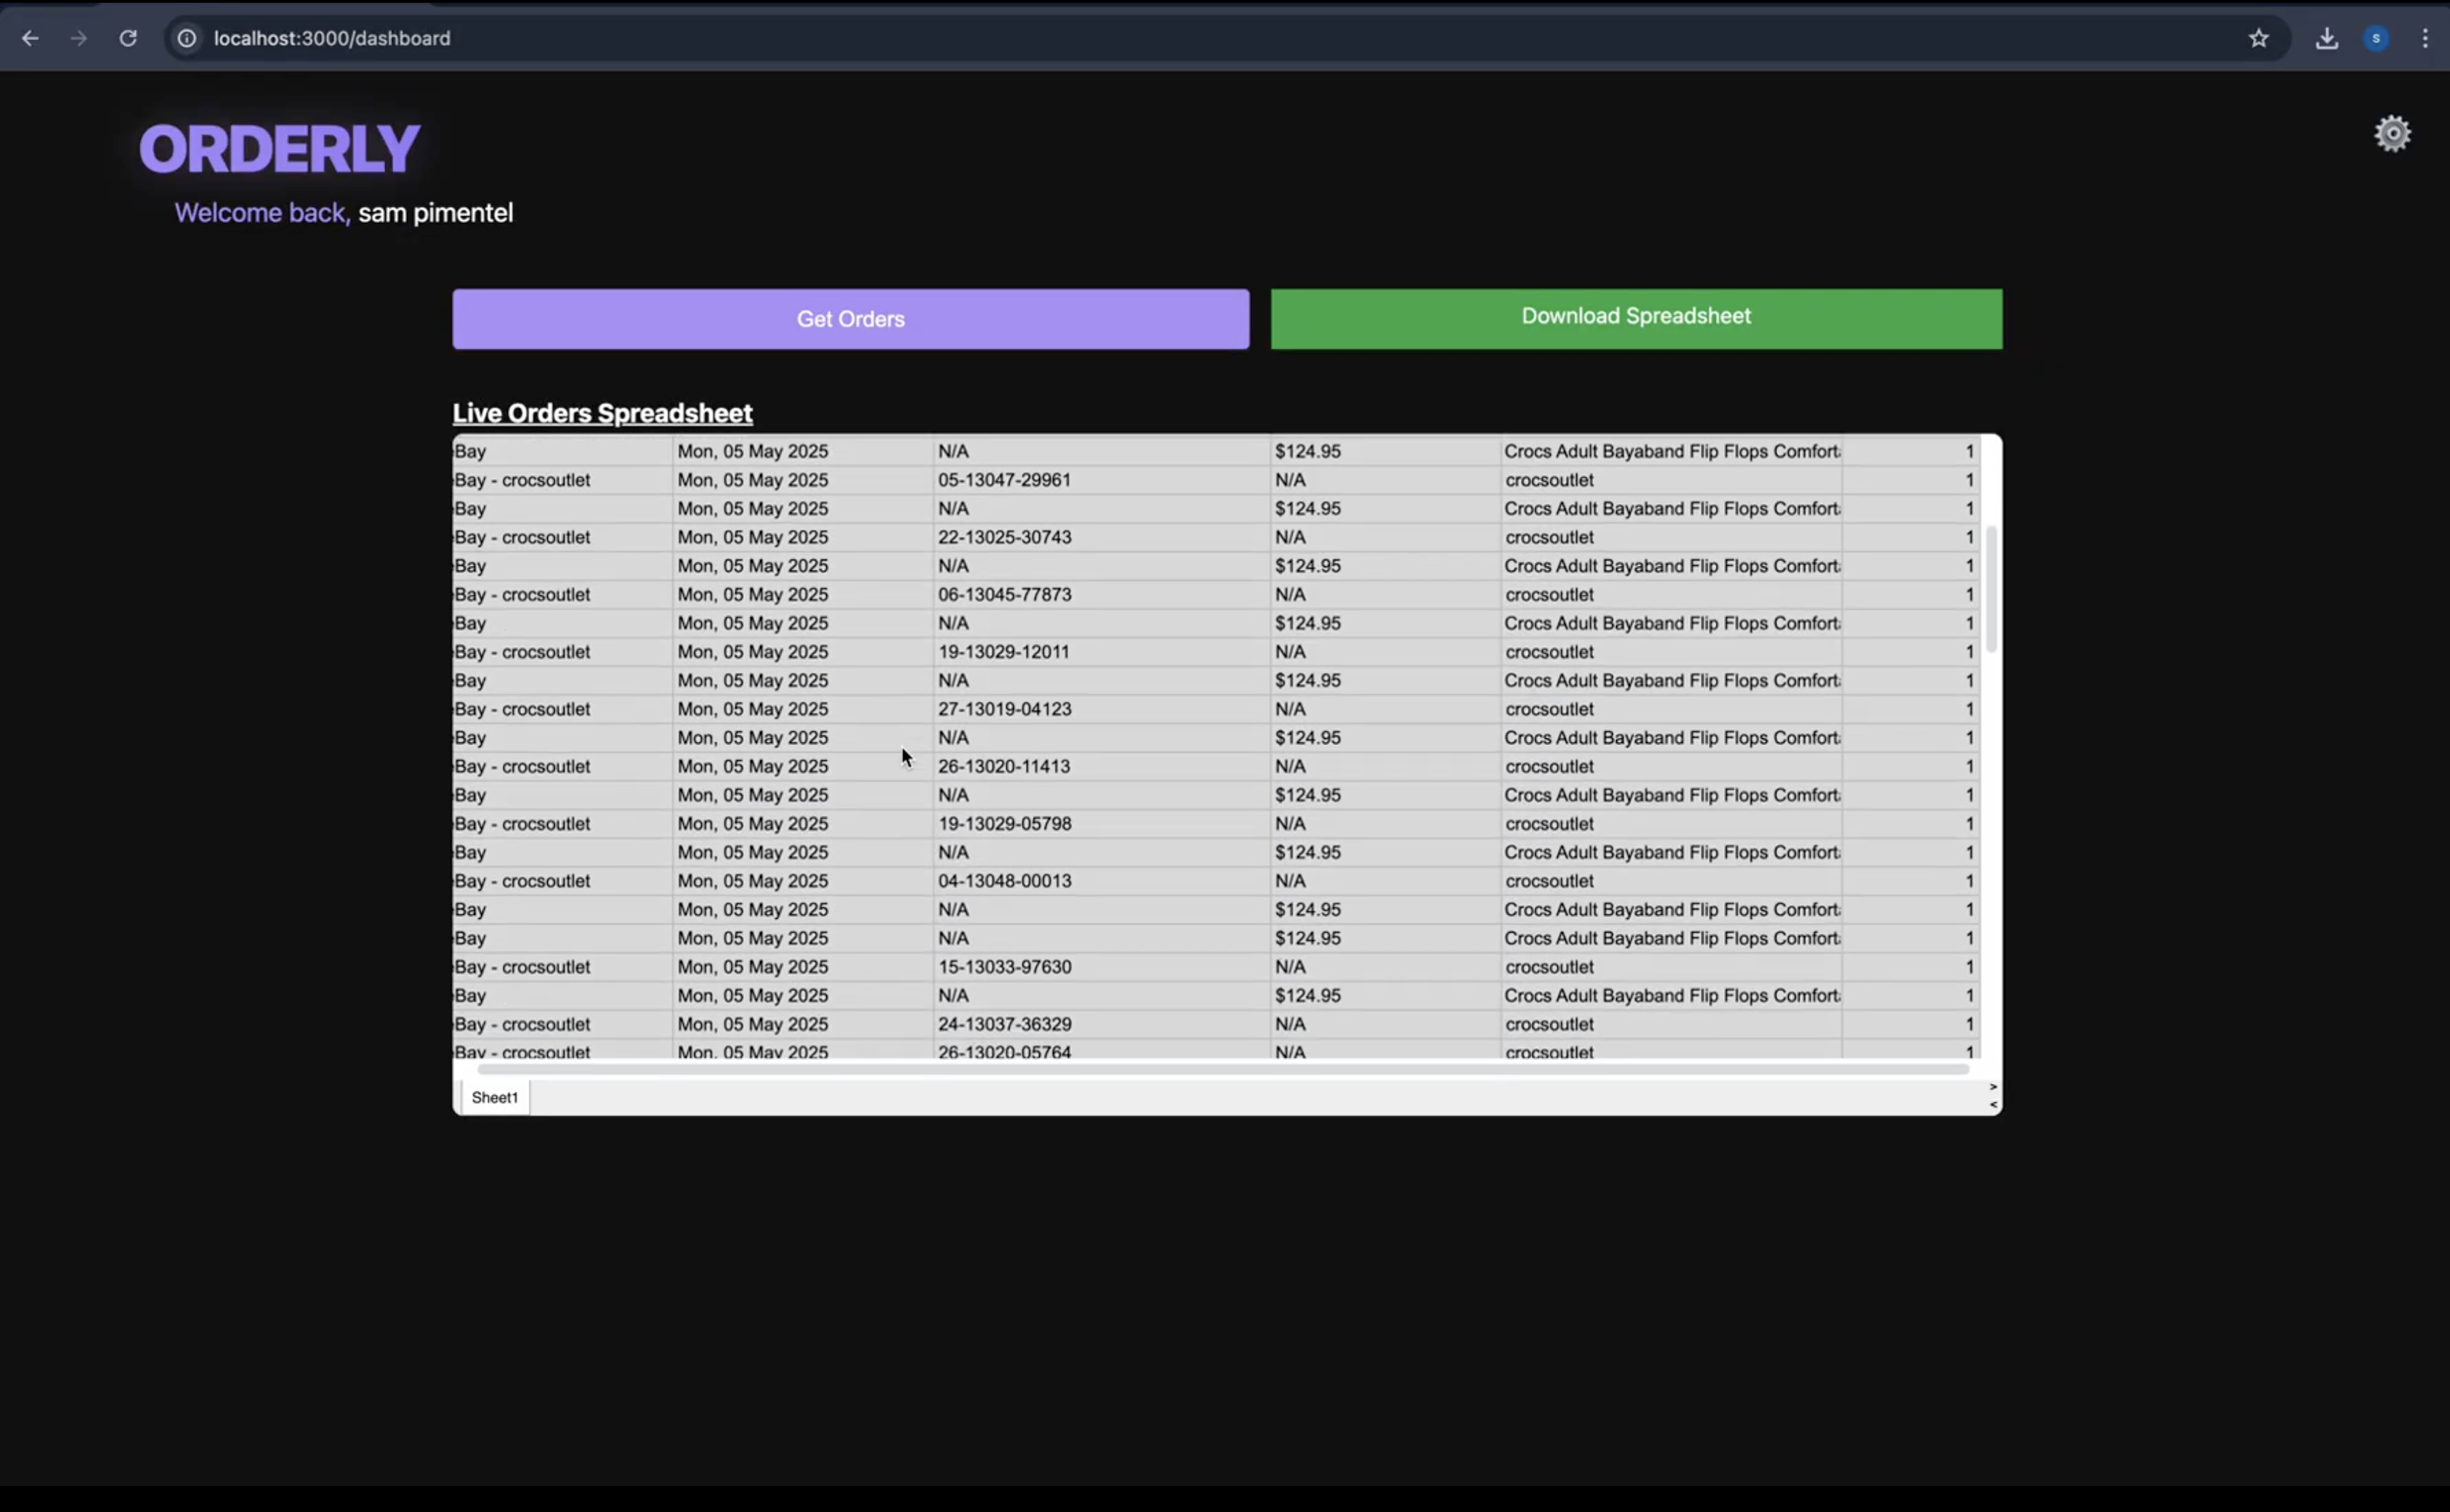 localhost:3000/dashboard
S
ORDERLY
Welcome back, sam pimentel
Get Orders
Download Spreadsheet
Live Orders Spreadsheet
Bay Mon, 05 May 2025 N/A $124.95 Crocs Adult Bayaband Flip Flops Comfort 1
Bay - crocsoutlet Mon, 05 May 2025 05-13047-29961 N/A crocsoutlet 1
Bay Mon, 05 May 2025 N/A $124.95 Crocs Adult Bayaband Flip Flops Comfort 1
Bay - crocsoutlet Mon, 05 May 2025 22-13025-30743 N/A crocsoutlet 1
Bay Mon, 05 May 2025 N/A $124.95 Crocs Adult Bayaband Flip Flops Comfort 1
Bay - crocsoutlet Mon, 05 May 2025 06-13045-77873 N/A crocsoutlet 1
Bay Mon, 05 May 2025 N/A $124.95 Crocs Adult Bayaband Flip Flops Comfort 1
Bay - crocsoutlet Mon, 05 May 2025 19-13029-12011 N/A crocsoutlet 1
Bay Mon, 05 May 2025 N/A $124.95 Crocs Adult Bayaband Flip Flops Comfort 1
Bay - crocsoutlet Mon, 05 May 2025 27-13019-04123 N/A crocsoutlet 1
Bay Mon, 05 May 2025 N/A $124.95 Crocs Adult Bayaband Flip Flops Comfort 1
Bay - crocsoutlet Mon, 05 May 2025 26-13020-11413 N/A crocsoutlet 1
Bay Mon, 05 May 2025 N/A $124.95 Crocs Adult Bayaband Flip Flops Comfort 1
Bay - crocsoutlet Mon, 05 May 2025 19-13029-05798 N/A crocsoutlet 1
Bay Mon, 05 May 2025 N/A $124.95 Crocs Adult Bayaband Flip Flops Comfort 1
Bay - crocsoutlet Mon, 05 May 2025 04-13048-00013 N/A crocsoutlet 1
Bay Mon, 05 May 2025 N/A $124.95 Crocs Adult Bayaband Flip Flops Comfort 1
Bay Mon, 05 May 2025 N/A $124.95 Crocs Adult Bayaband Flip Flops Comfort 1
Bay - crocsoutlet Mon, 05 May 2025 15-13033-97630 N/A crocsoutlet 1
Bay Mon, 05 May 2025 N/A $124.95 Crocs Adult Bayaband Flip Flops Comfort 1
Bay - crocsoutlet Mon, 05 May 2025 24-13037-36329 N/A crocsoutlet 1
Bay - crocsoutlet Mon, 05 May 2025 26-13020-05764 N/A crocsoutlet 1
Sheet1